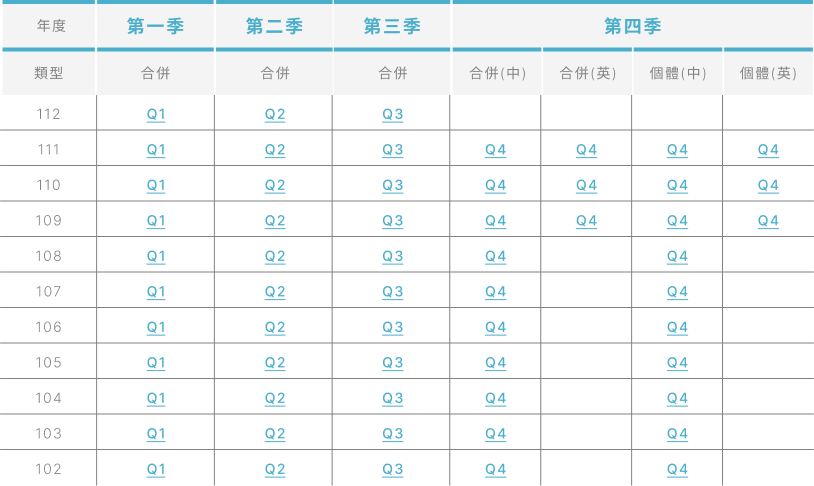 年度 第一季 第二季 第三季 第四季
類型 合併 合併 合併 合併(中) 合併(英) 個體(中) 個體(英)
112 Q1 Q2 Q3
111 Q1 Q2 Q3 Q4 Q4 Q4 Q4
110 Q1 Q2 Q3 Q4 Q4 Q4 Q4
109 Q1 Q2 Q3 Q4 Q4 Q4 Q4
108 Q1 Q2 Q3 Q4 Q4
107 Q1 Q2 Q3 Q4 Q4
106 Q1 Q2 Q3 Q4 Q4
105 Q1 Q2 Q3 Q4 Q4
104 Q1 Q2 Q3 Q4 Q4
103 Q1 Q2 Q3 Q4 Q4
102 Q1 Q2 Q3 Q4 Q4